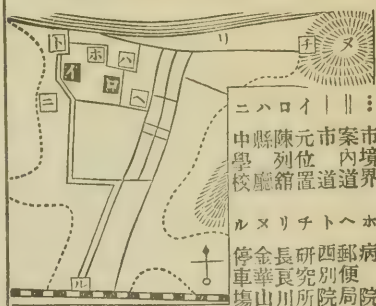 リ
チ
ヌ
ト
ホ
ハ
イ
ロ
ヘ
ニ
ル
市境界
案內道
市道
イ 元位置
ロ 陳列舘
ハ 縣廳
ニ 中學校
ホ 病院
ヘ 郵便局
ト 西別院
チ 研究所
リ 長良川
ヌ 金華山
ル 停車塲